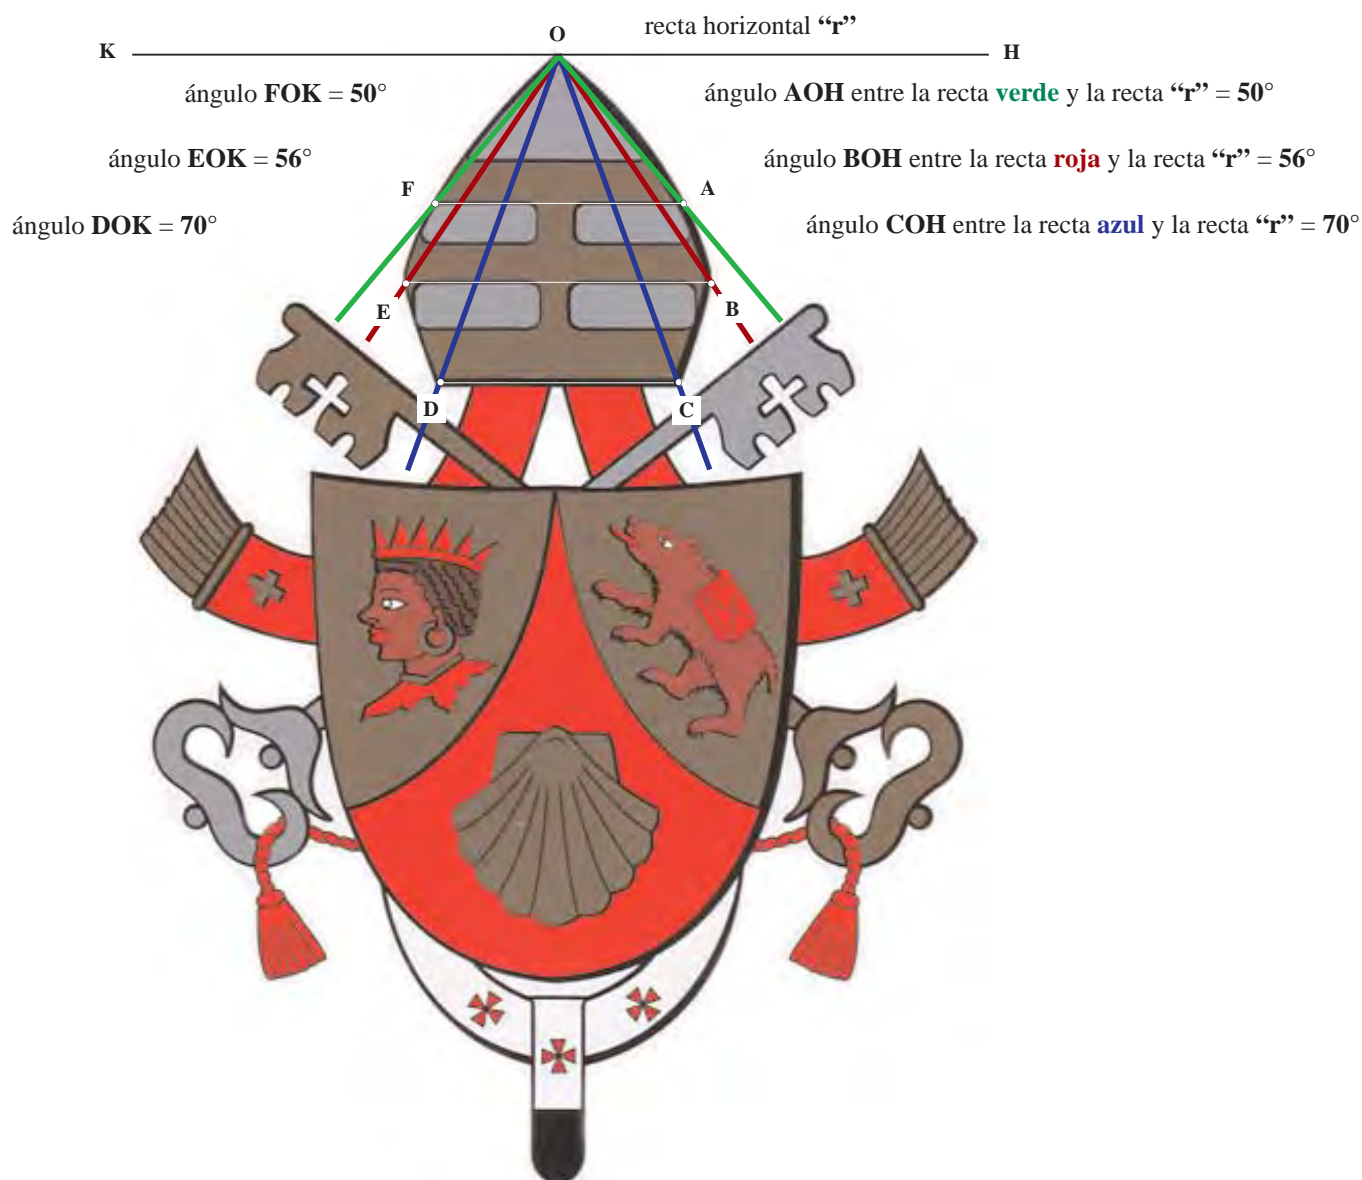 recta horizontal “r”
O
K
H
ángulo FOK = 50°
ángulo AOH entre la recta verde y la recta “r” = 50°
ángulo EOK = 56°
ángulo BOH entre la recta roja y la recta “r” = 56°
F
A
ángulo DOK = 70°
ángulo COH entre la recta azul y la recta “r” = 70°
E
B
D
C